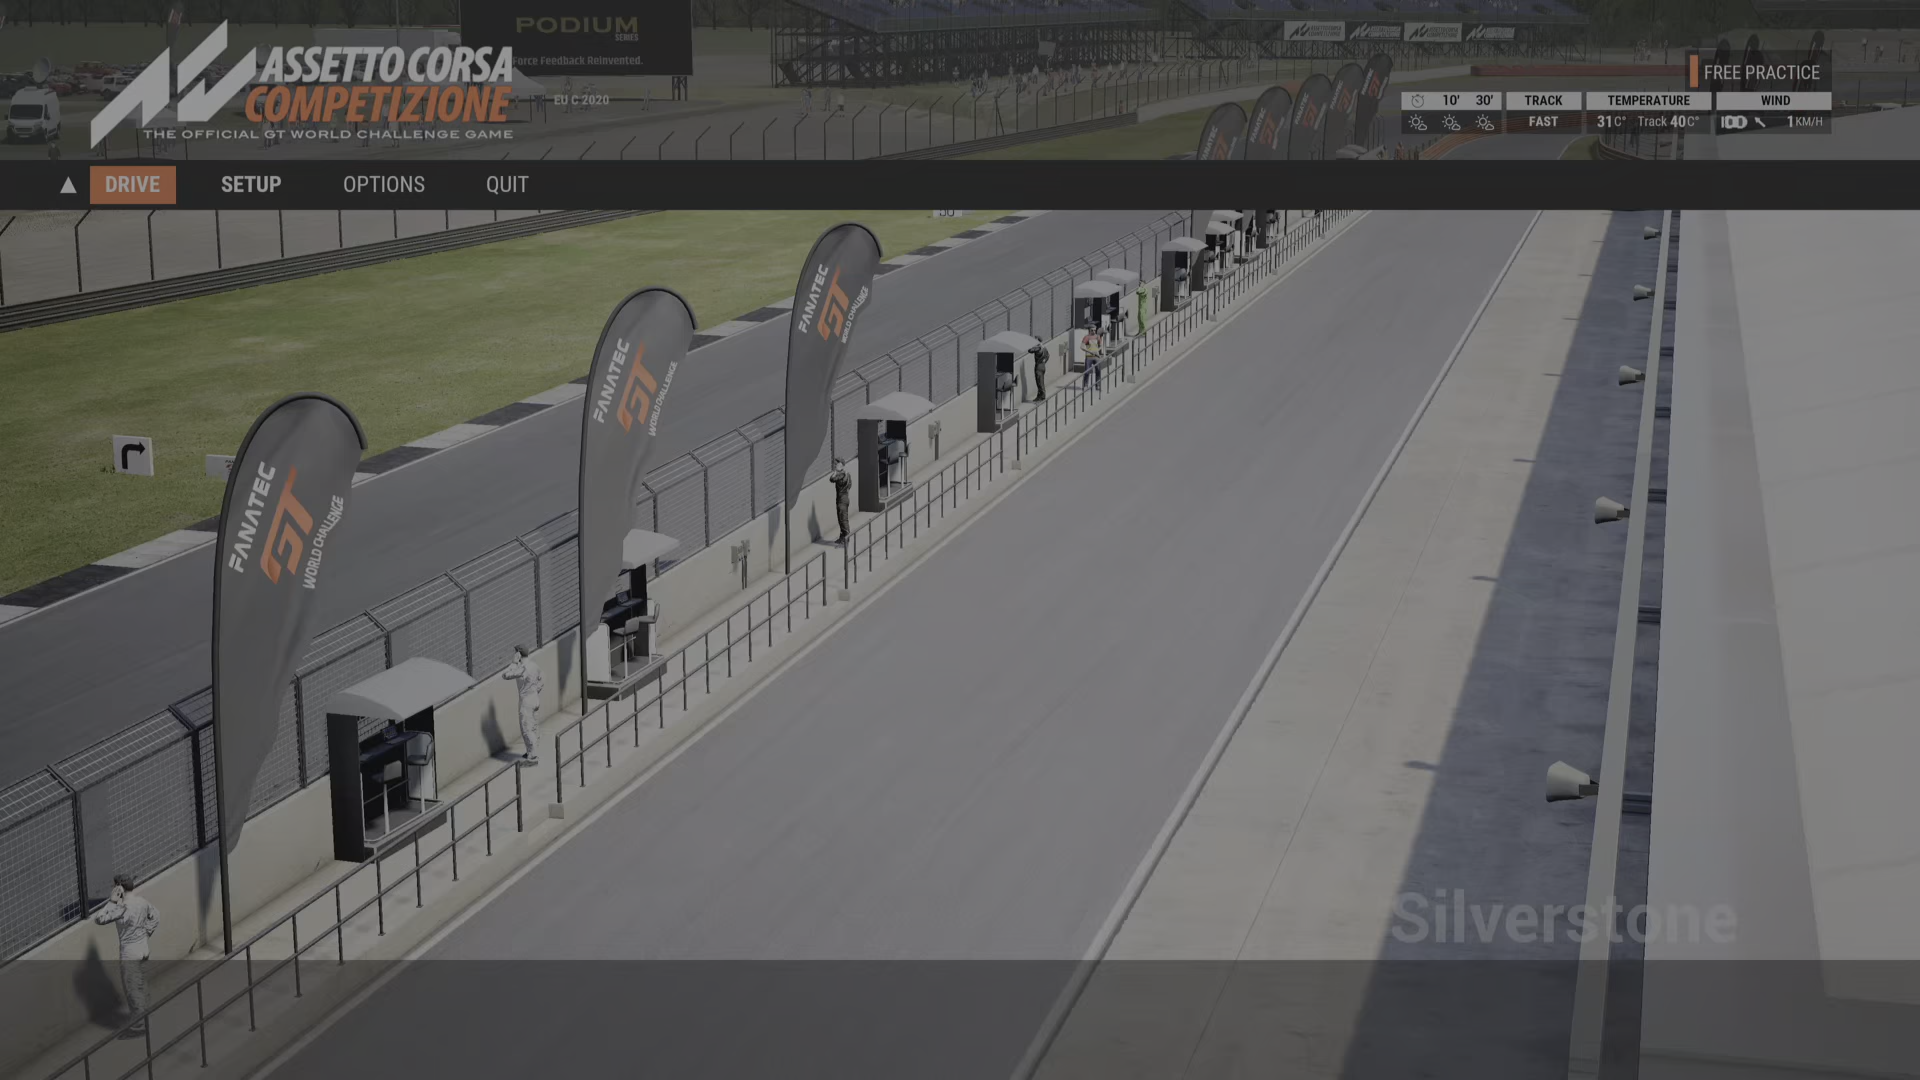 PODIUM
SERIES
Force Feedback Reinvented.
ASSETTO CORSA
COMPETIZIONE
THE OFFICIAL GT WORLD CHALLENGE GAME
EU C 2020
FREE PRACTICE
10' 30' TRACK TEMPERATURE WIND
FAST 31C° Track 40C° 1KM/H
DRIVE SETUP OPTIONS QUIT
FANATEC
GT
WORLD CHALLENGE
FANATEC
GT
WORLD CHALLENGE
FANATEC
GT
WORLD CHALLENGE
Silverstone